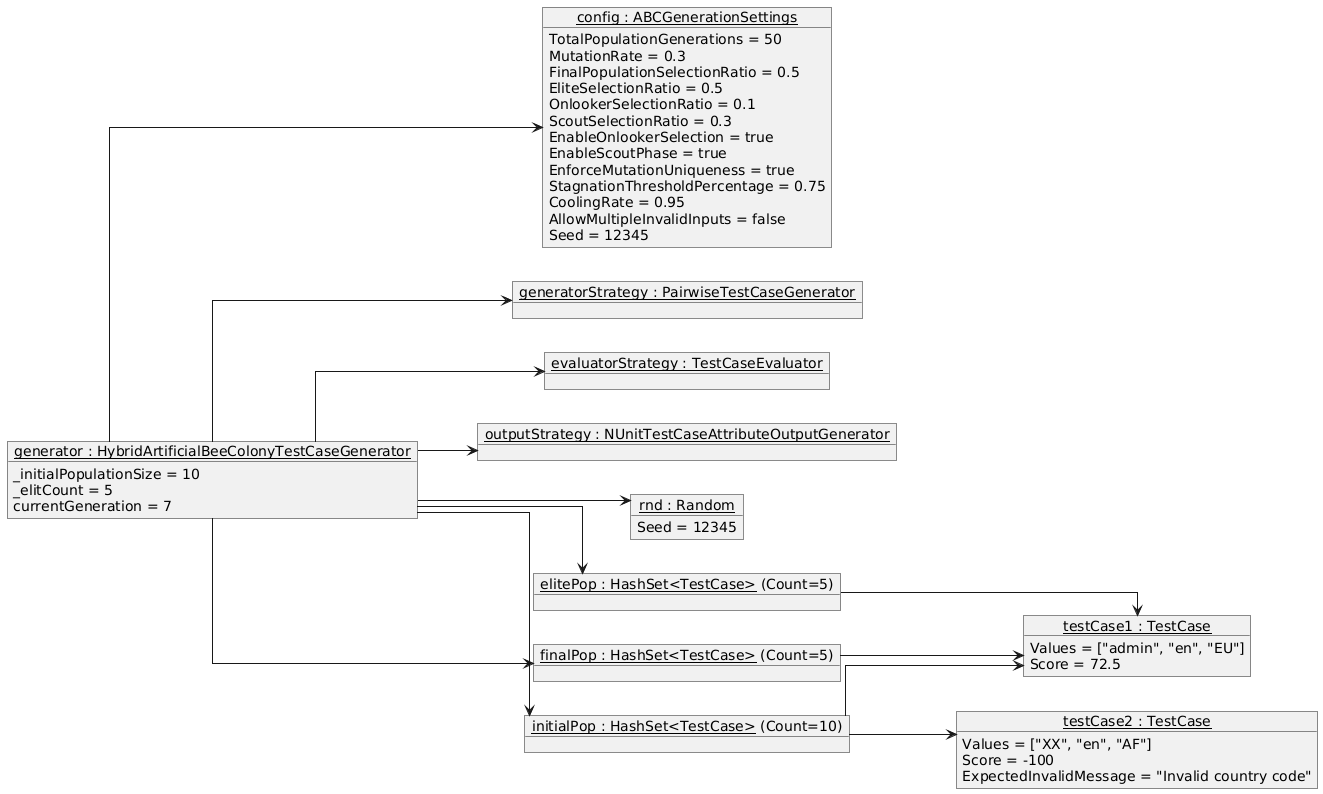 config : ABCGenerationSettings
TotalPopulationGenerations = 50
MutationRate = 0.3
FinalPopulationSelectionRatio = 0.5
EliteSelectionRatio = 0.5
OnlookerSelectionRatio = 0.1
ScoutSelectionRatio = 0.3
EnableOnlookerSelection = true
EnableScoutPhase = true
EnforceMutationUniqueness = true
StagnationThresholdPercentage = 0.75
CoolingRate = 0.95
AllowMultipleInvalidInputs = false
Seed = 12345
generatorStrategy : PairwiseTestCaseGenerator
evaluatorStrategy : TestCaseEvaluator
outputStrategy : NUnitTestCaseAttributeOutputGenerator
generator : HybridArtificialBeeColonyTestCaseGenerator
_initialPopulationSize = 10
_elitCount = 5
currentGeneration = 7
rnd : Random
Seed = 12345
elitePop : HashSet<TestCase> (Count=5)
finalPop : HashSet<TestCase> (Count=5)
initialPop : HashSet<TestCase> (Count=10)
testCase1 : TestCase
Values = ["admin", "en", "EU"]
Score = 72.5
testCase2 : TestCase
Values = ["XX", "en", "AF"]
Score = -100
ExpectedInvalidMessage = "Invalid country code"